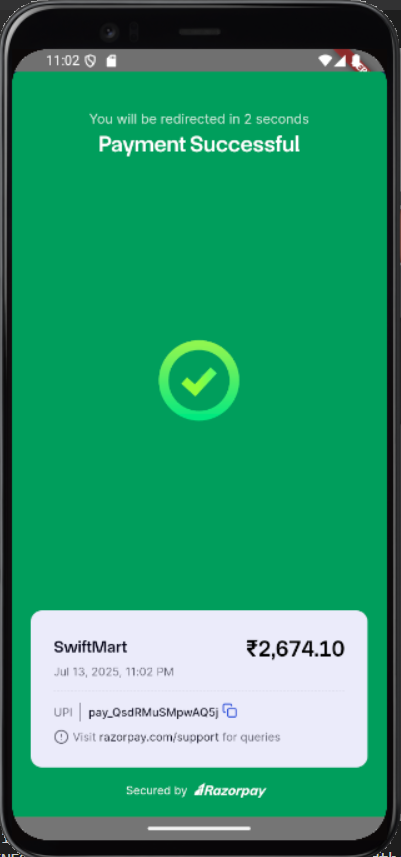 11:02
You will be redirected in 2 seconds
Payment Successful
SwiftMart
₹2,674.10
Jul 13, 2025, 11:02 PM
UPI pay_QsdRMuSMpwAQ5j
Visit razorpay.com/support for queries
Secured by Razorpay